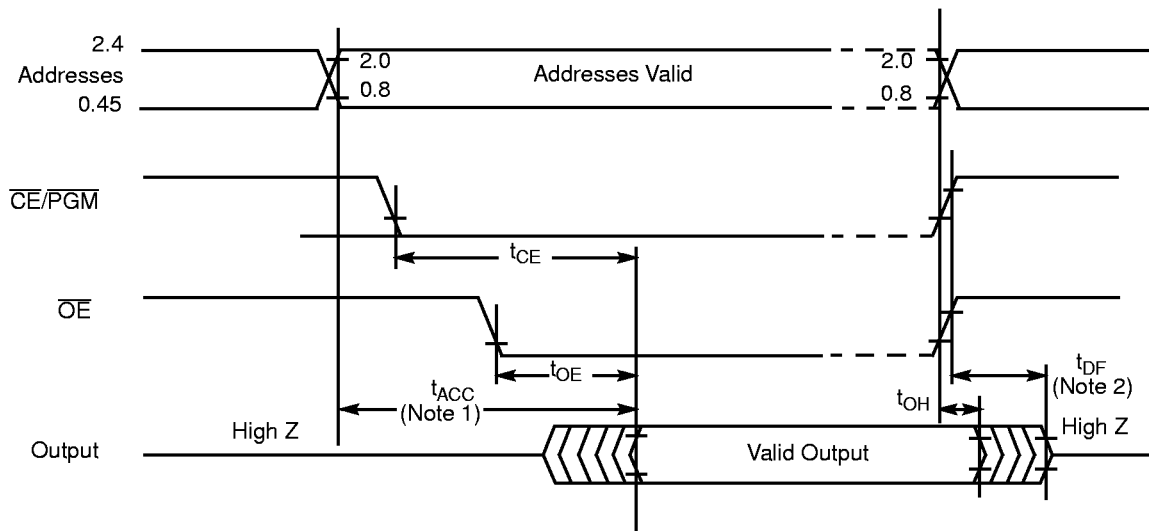 2.4
Addresses
0.45
2.0
0.8
Addresses Valid
2.0
0.8
CE/PGM
tCE
OE
tOE
tACC
(Note 1)
tDF
(Note 2)
tOH
Output
High Z
Valid Output
High Z